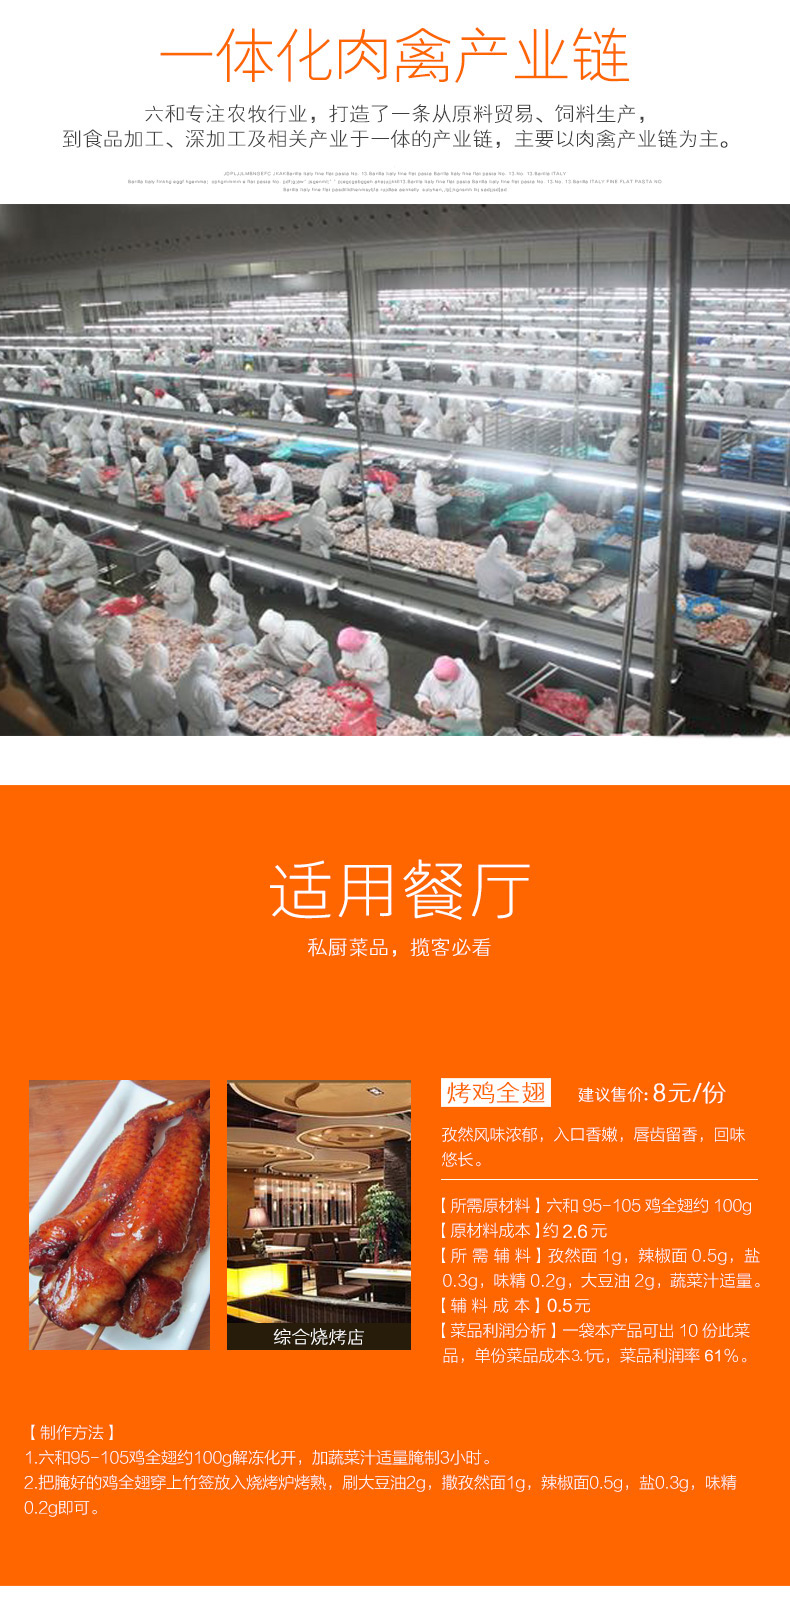 一体化肉禽产业链
六和专注农牧行业，打造了一条从原料贸易、饲料生产，
到食品加工、深加工及相关产业于一体的产业链，主要以肉禽产业链为主。
适用餐厅
私厨菜品，揽客必看
烤鸡全翅 建议售价: 8元/份
孜然风味浓郁，入口香嫩，唇齿留香，回味
悠长。
【所需原材料】六和 95-105 鸡全翅约 100g
【原材料成本】约 2.6 元
【所需辅料】孜然面 1g，辣椒面 0.5g，盐
0.3g，味精 0.2g，大豆油 2g，蔬菜汁适量。
【辅料成本】0.5元
【菜品利润分析】一袋本产品可出 10 份此菜
品，单份菜品成本3.1元，菜品利润率 61%。
综合烧烤店
【制作方法】
1.六和95-105鸡全翅约100g解冻化开，加蔬菜汁适量腌制3小时。
2.把腌好的鸡全翅穿上竹签放入烧烤炉烤熟，刷大豆油2g，撒孜然面1g，辣椒面0.5g，盐0.3g，味精
0.2g即可。